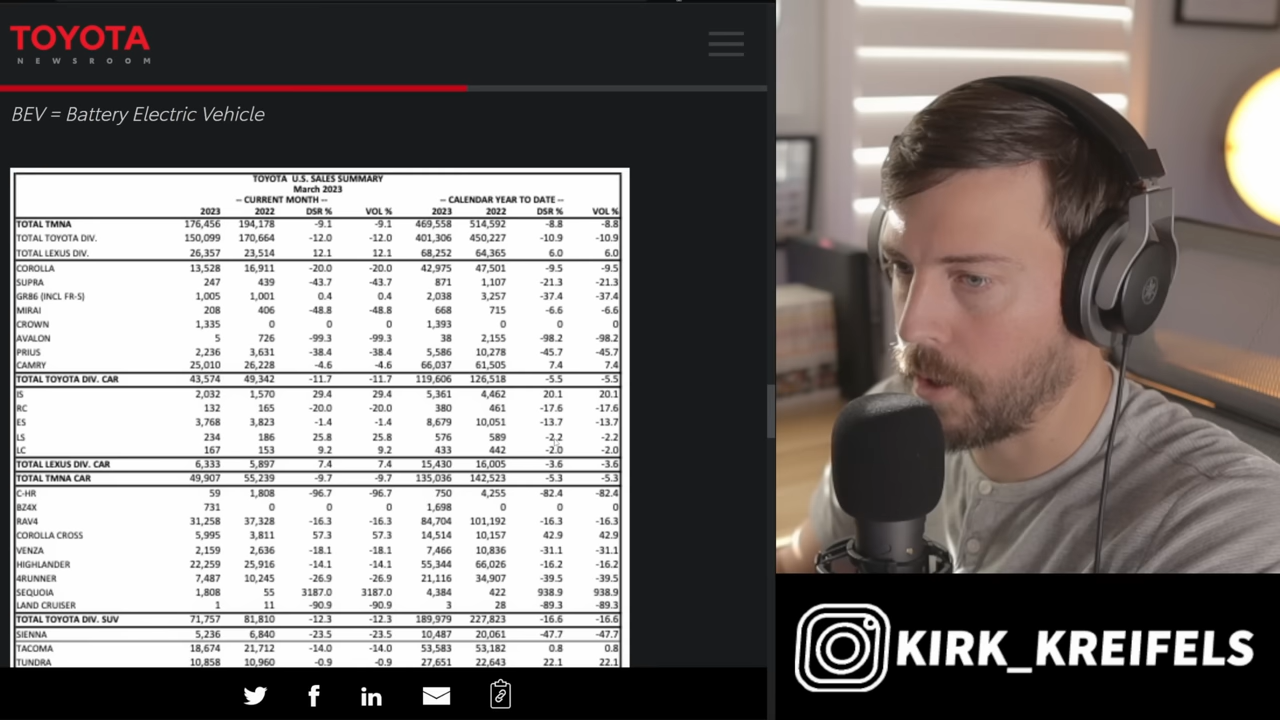 TOYOTA
NEWSROOM
BEV = Battery Electric Vehicle
TOYOTA U.S. SALES SUMMARY
March 2023
-- CURRENT MONTH -- -- CALENDAR YEAR TO DATE --
2023 2022 DSR % VOL % 2023 2022 DSR % VOL %
TOTAL TMNA 176,456 194,178 -9.1 -9.1 469,558 514,592 -8.8 -8.8
TOTAL TOYOTA DIV. 150,099 170,664 -12.0 -12.0 401,306 450,227 -10.9 -10.9
TOTAL LEXUS DIV. 26,357 23,514 12.1 12.1 68,252 64,365 6.0 6.0
COROLLA 13,528 16,911 -20.0 -20.0 42,975 47,501 -9.5 -9.5
SUPRA 247 439 -43.7 -43.7 871 1,107 -21.3 -21.3
GR86 (INCL FR-S) 1,005 1,001 0.4 0.4 2,038 3,257 -37.4 -37.4
MIRAI 208 406 -48.8 -48.8 668 715 -6.6 -6.6
CROWN 1,335 0 0 0 1,393 0 0 0
AVALON 5 726 -99.3 -99.3 38 2,155 -98.2 -98.2
PRIUS 2,236 3,631 -38.4 -38.4 5,586 10,278 -45.7 -45.7
CAMRY 25,010 26,228 -4.6 -4.6 66,037 61,505 7.4 7.4
TOTAL TOYOTA DIV. CAR 43,574 49,342 -11.7 -11.7 119,606 126,518 -5.5 -5.5
IS 2,032 1,570 29.4 29.4 5,361 4,462 20.1 20.1
RC 132 165 -20.0 -20.0 380 461 -17.6 -17.6
ES 3,768 3,823 -1.4 -1.4 8,679 10,051 -13.7 -13.7
LS 234 186 25.8 25.8 576 589 -2.2 -2.2
LC 167 153 9.2 9.2 433 442 -2.0 -2.0
TOTAL LEXUS DIV. CAR 6,333 5,897 7.4 7.4 15,430 16,005 -3.6 -3.6
TOTAL TMNA CAR 49,907 55,239 -9.7 -9.7 135,036 142,523 -5.3 -5.3
C-HR 59 1,808 -96.7 -96.7 750 4,255 -82.4 -82.4
BZ4X 731 0 0 0 1,698 0 0 0
RAV4 31,258 37,328 -16.3 -16.3 84,704 101,192 -16.3 -16.3
COROLLA CROSS 5,995 3,811 57.3 57.3 14,514 10,157 42.9 42.9
VENZA 2,159 2,636 -18.1 -18.1 7,466 10,836 -31.1 -31.1
HIGHLANDER 22,259 25,916 -14.1 -14.1 55,344 66,026 -16.2 -16.2
4RUNNER 7,487 10,245 -26.9 -26.9 21,116 34,907 -39.5 -39.5
SEQUOIA 1,808 55 3187.0 3187.0 4,384 422 938.9 938.9
LAND CRUISER 1 11 -90.9 -90.9 3 28 -89.3 -89.3
TOTAL TOYOTA DIV. SUV 71,757 81,810 -12.3 -12.3 189,979 227,823 -16.6 -16.6
SIENNA 5,236 6,840 -23.5 -23.5 10,487 20,061 -47.7 -47.7
TACOMA 18,674 21,712 -14.0 -14.0 53,583 53,182 0.8 0.8
TUNDRA 10,858 10,960 -0.9 -0.9 27,651 22,643 22.1 22.1
KIRK_KREIFELS